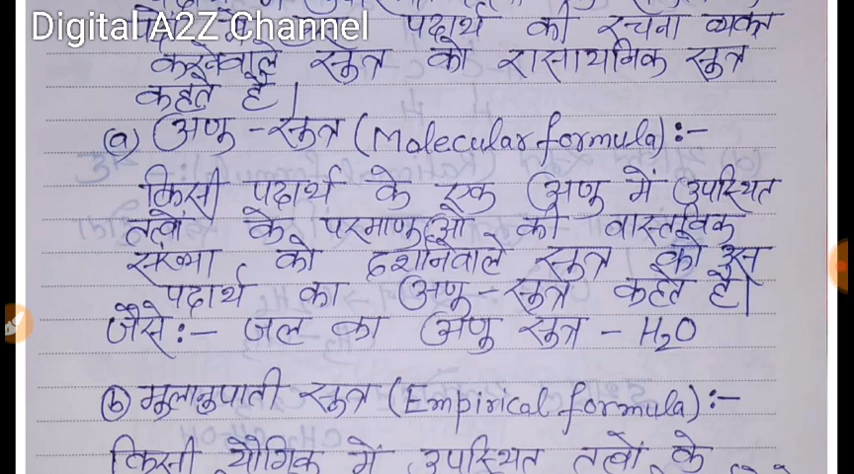 Digital A2Z Channel
पदार्थ की रचना व्यक्त
करनेवाले सूत्र को रासायनिक सूत्र
कहते हैं।
(a) अणु-सूत्र (Molecular formula):-
किसी पदार्थ के एक अणु में उपस्थित
तत्वों के परमाणुओं की वास्तविक
संख्या को दर्शानेवाले सूत्र को उस
पदार्थ का अणु-सूत्र कहते हैं।
जैसे:- जल का अणु सूत्र - H₂O
(b) मूलानुपाती सूत्र (Empirical formula):-
किसी यौगिक में उपस्थित तत्वों के